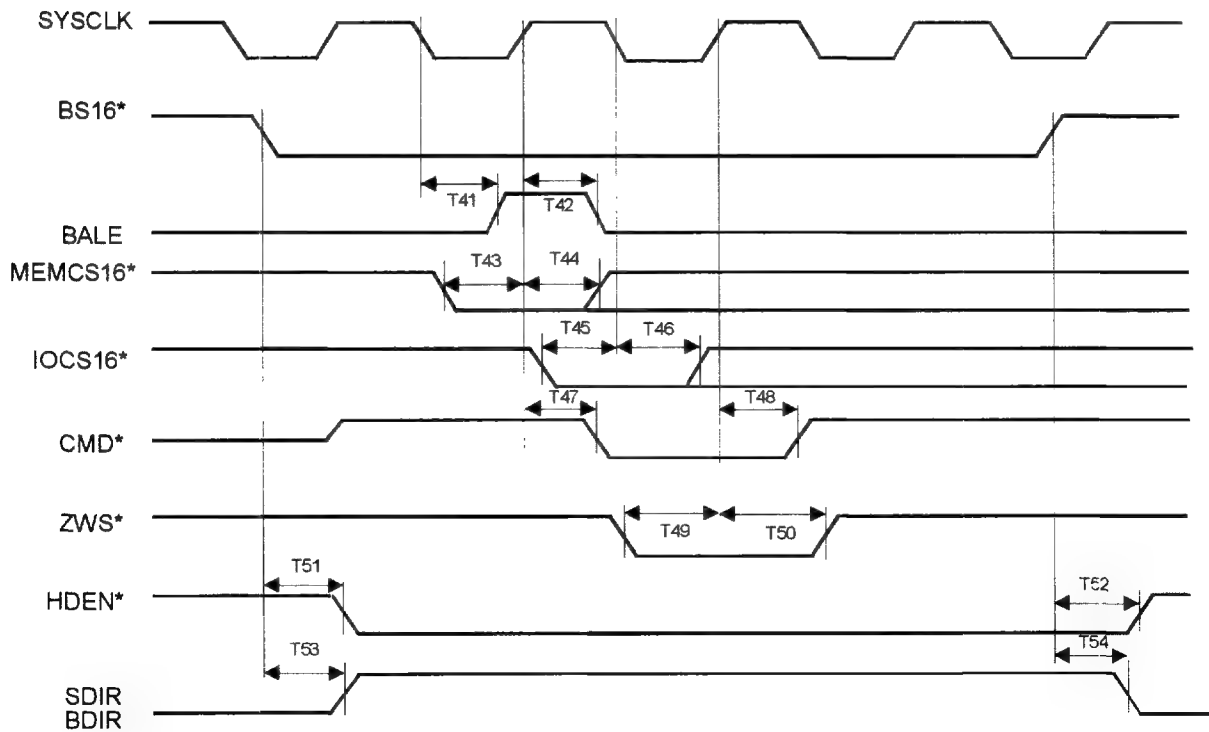 SYSCLK
BS16*
T41
T42
BALE
MEMCS16*
T43
T44
T45
T46
IOCS16*
T47
T48
CMD*
ZWS*
T49
T50
T51
T52
HDEN*
T53
T54
SDIR
BDIR